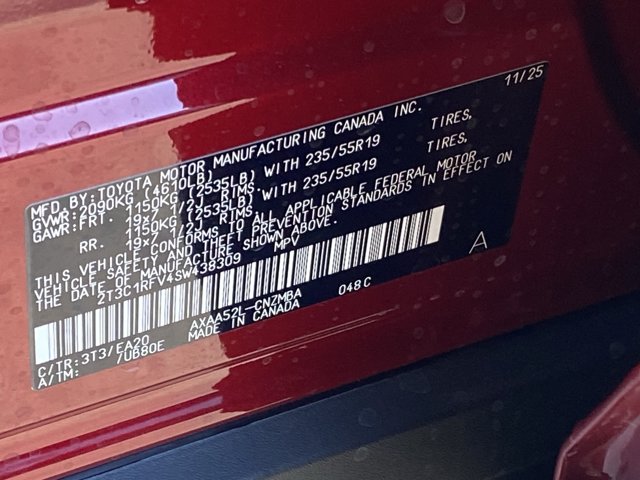 11/25
MFD.BY:TOYOTA MOTOR MANUFACTURING CANADA INC.
GVWR:2090KG (4610LB)
GAWR:FRT. 1150KG (2535LB) WITH 235/55R19 TIRES,
19x7 1/2J RIMS.
RR. 1150KG (2535LB) WITH 235/55R19 TIRES,
19x7 1/2J RIMS.
THIS VEHICLE CONFORMS TO ALL APPLICABLE FEDERAL MOTOR
VEHICLE SAFETY AND THEFT PREVENTION STANDARDS IN EFFECT ON
THE DATE OF MANUFACTURE SHOWN ABOVE.
2T3C1RFV4SW438309 MPV
A
C/TR:3T3/EA20 AXAA52L-CNZMBA 048C
A/TM: /UB80E MADE IN CANADA